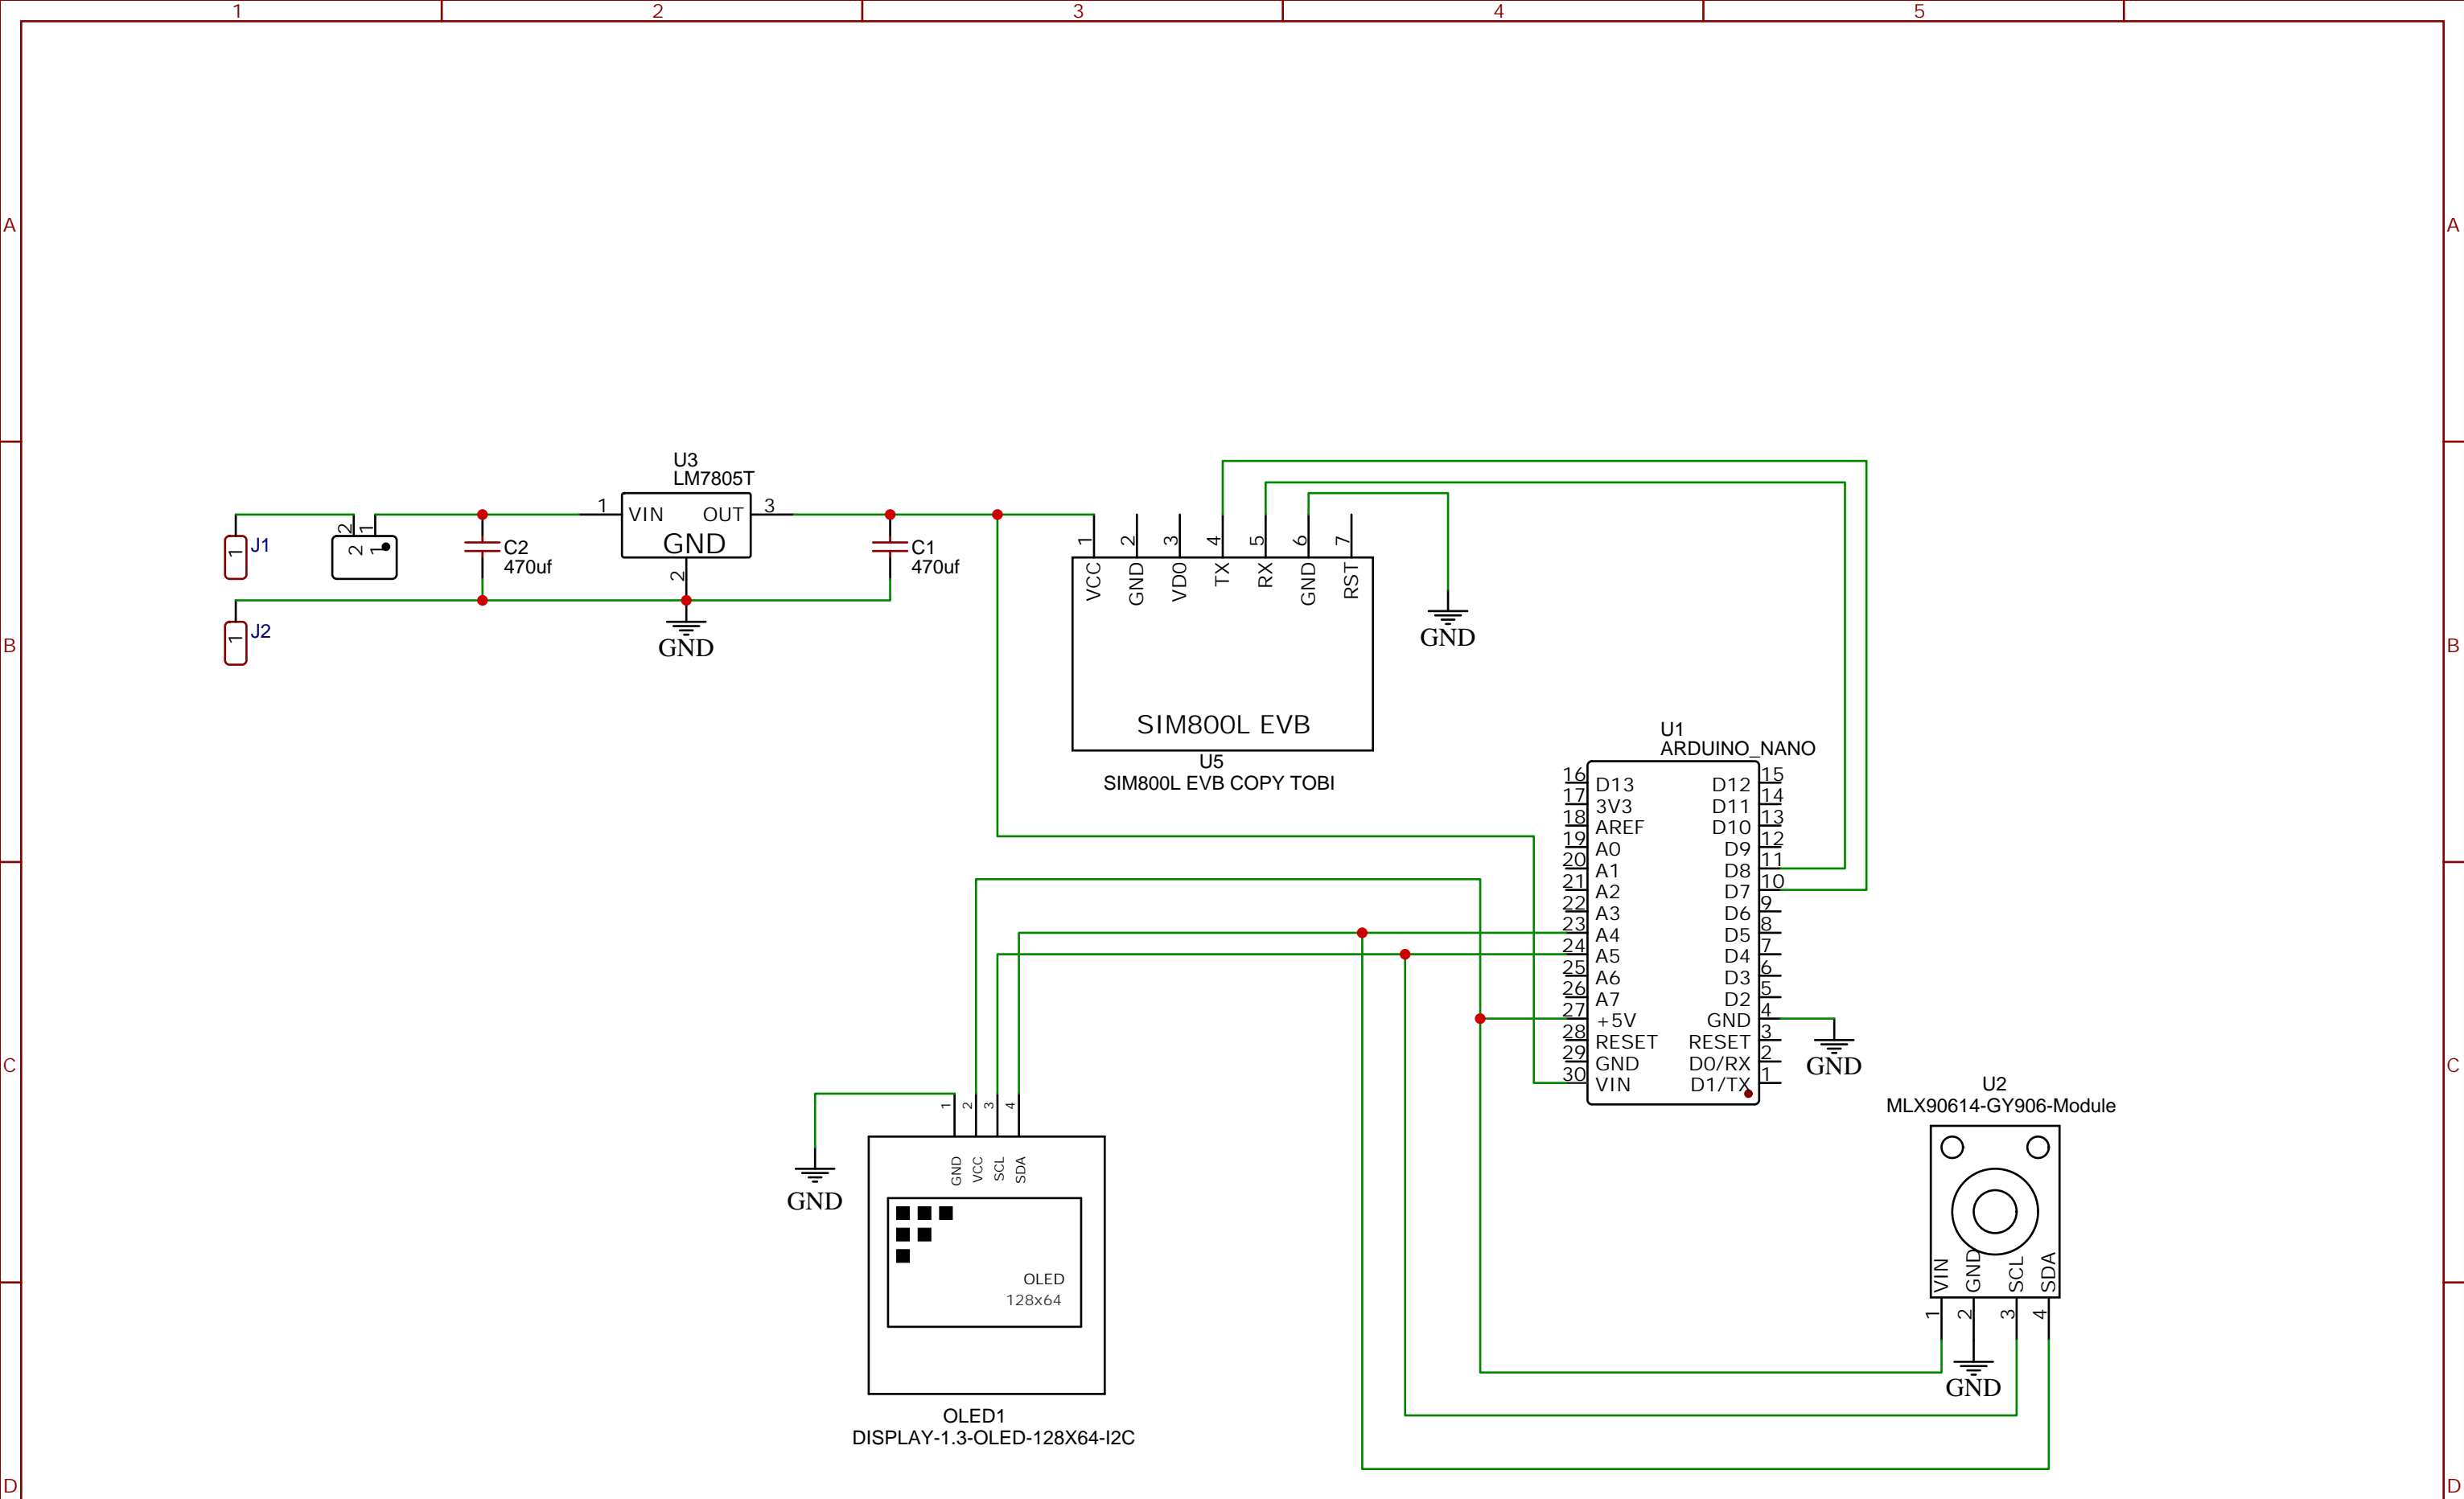 1 2 3 4 5
A A
B B
C C
D D
J1
1
J2
1
2 1
2 1
C2
470uf
U3
LM7805T
1 VIN OUT 3
GND
2
GND
C1
470uf
1 2 3 4 5 6 7
VCC GND VD0 TX RX GND RST
SIM800L EVB
U5
SIM800L EVB COPY TOBI
GND
U1
ARDUINO_NANO
16 D13 D12 15
17 3V3 D11 14
18 AREF D10 13
19 A0 D9 12
20 A1 D8 11
21 A2 D7 10
22 A3 D6 9
23 A4 D5 8
24 A5 D4 7
25 A6 D3 6
26 A7 D2 5
27 +5V GND 4
28 RESET RESET 3
29 GND D0/RX 2
30 VIN D1/TX 1
GND
GND
1 2 3 4
GND VCC SCL SDA
OLED
128x64
OLED1
DISPLAY-1.3-OLED-128X64-I2C
U2
MLX90614-GY906-Module
VIN GND SCL SDA
1 2 3 4
GND